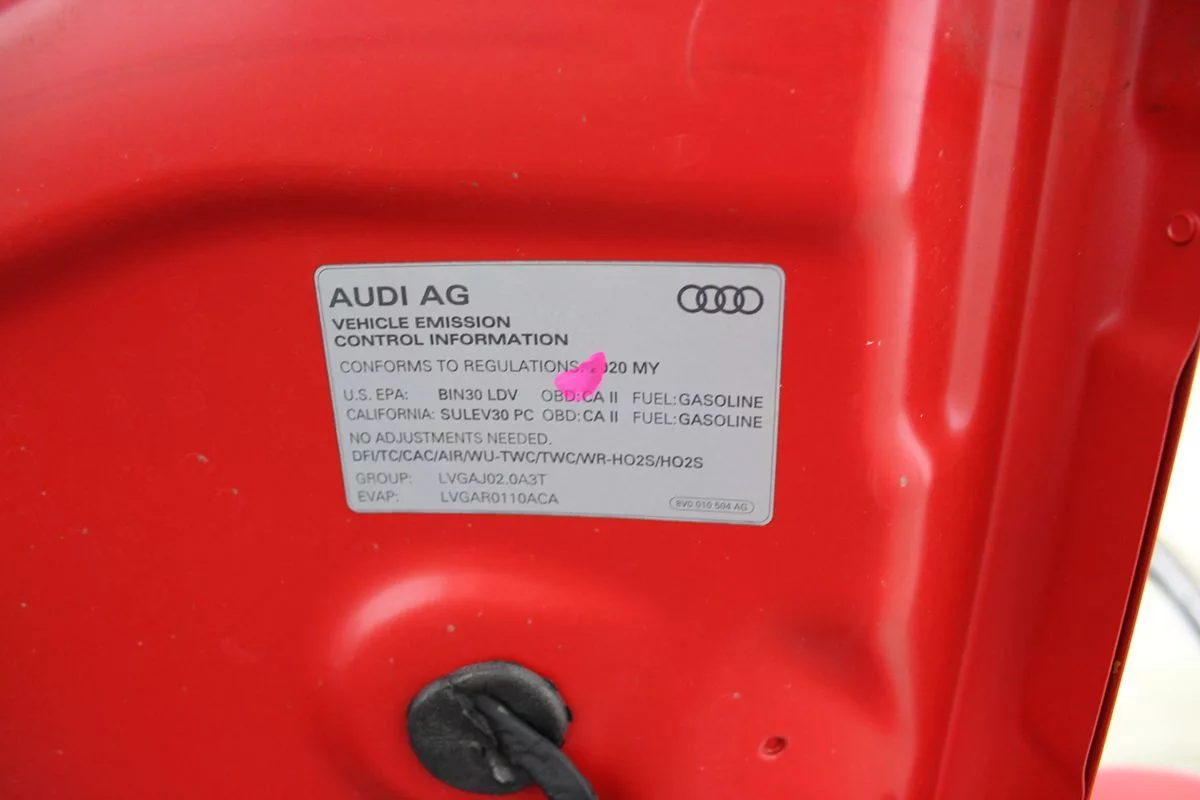 AUDI AG
VEHICLE EMISSION
CONTROL INFORMATION
CONFORMS TO REGULATIONS: 2020 MY
U.S. EPA: BIN30 LDV OBD: CA II FUEL: GASOLINE
CALIFORNIA: SULEV30 PC OBD: CA II FUEL: GASOLINE
NO ADJUSTMENTS NEEDED.
DFI/TC/CAC/AIR/WU-TWC/TWC/WR-HO2S/HO2S
GROUP: LVGAJ02.0A3T
EVAP: LVGAR0110ACA
8V0 010 504 AG